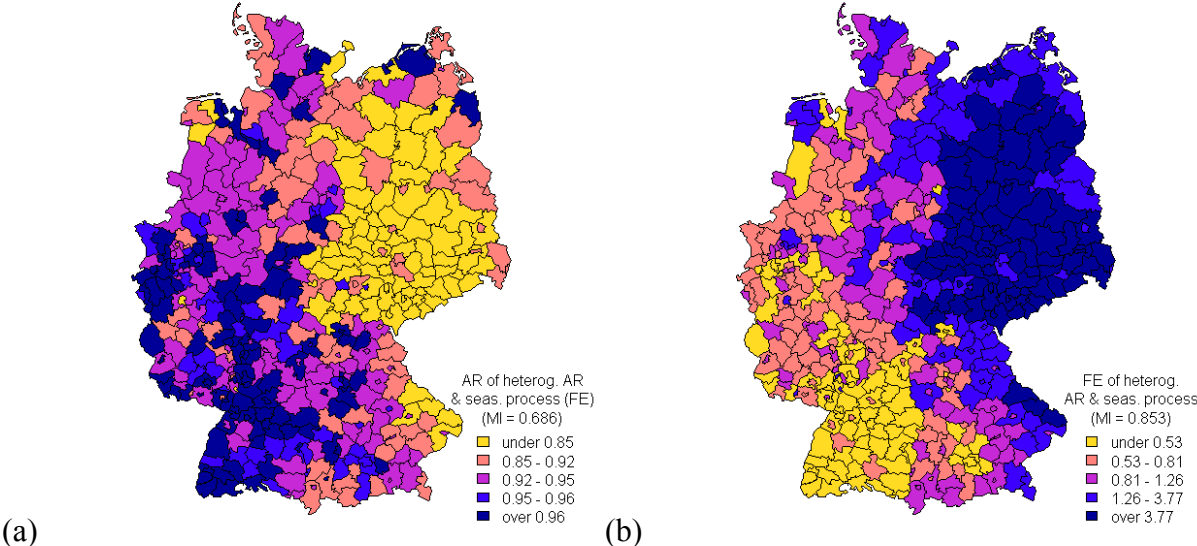 AR of heterog. AR
& seas. process (FE)
(MI = 0.686)
under 0.85
0.85 - 0.92
0.92 - 0.95
0.95 - 0.96
over 0.96
(a)
FE of heterog.
AR & seas. process
(MI = 0.853)
under 0.53
0.53 - 0.81
0.81 - 1.26
1.26 - 3.77
over 3.77
(b)